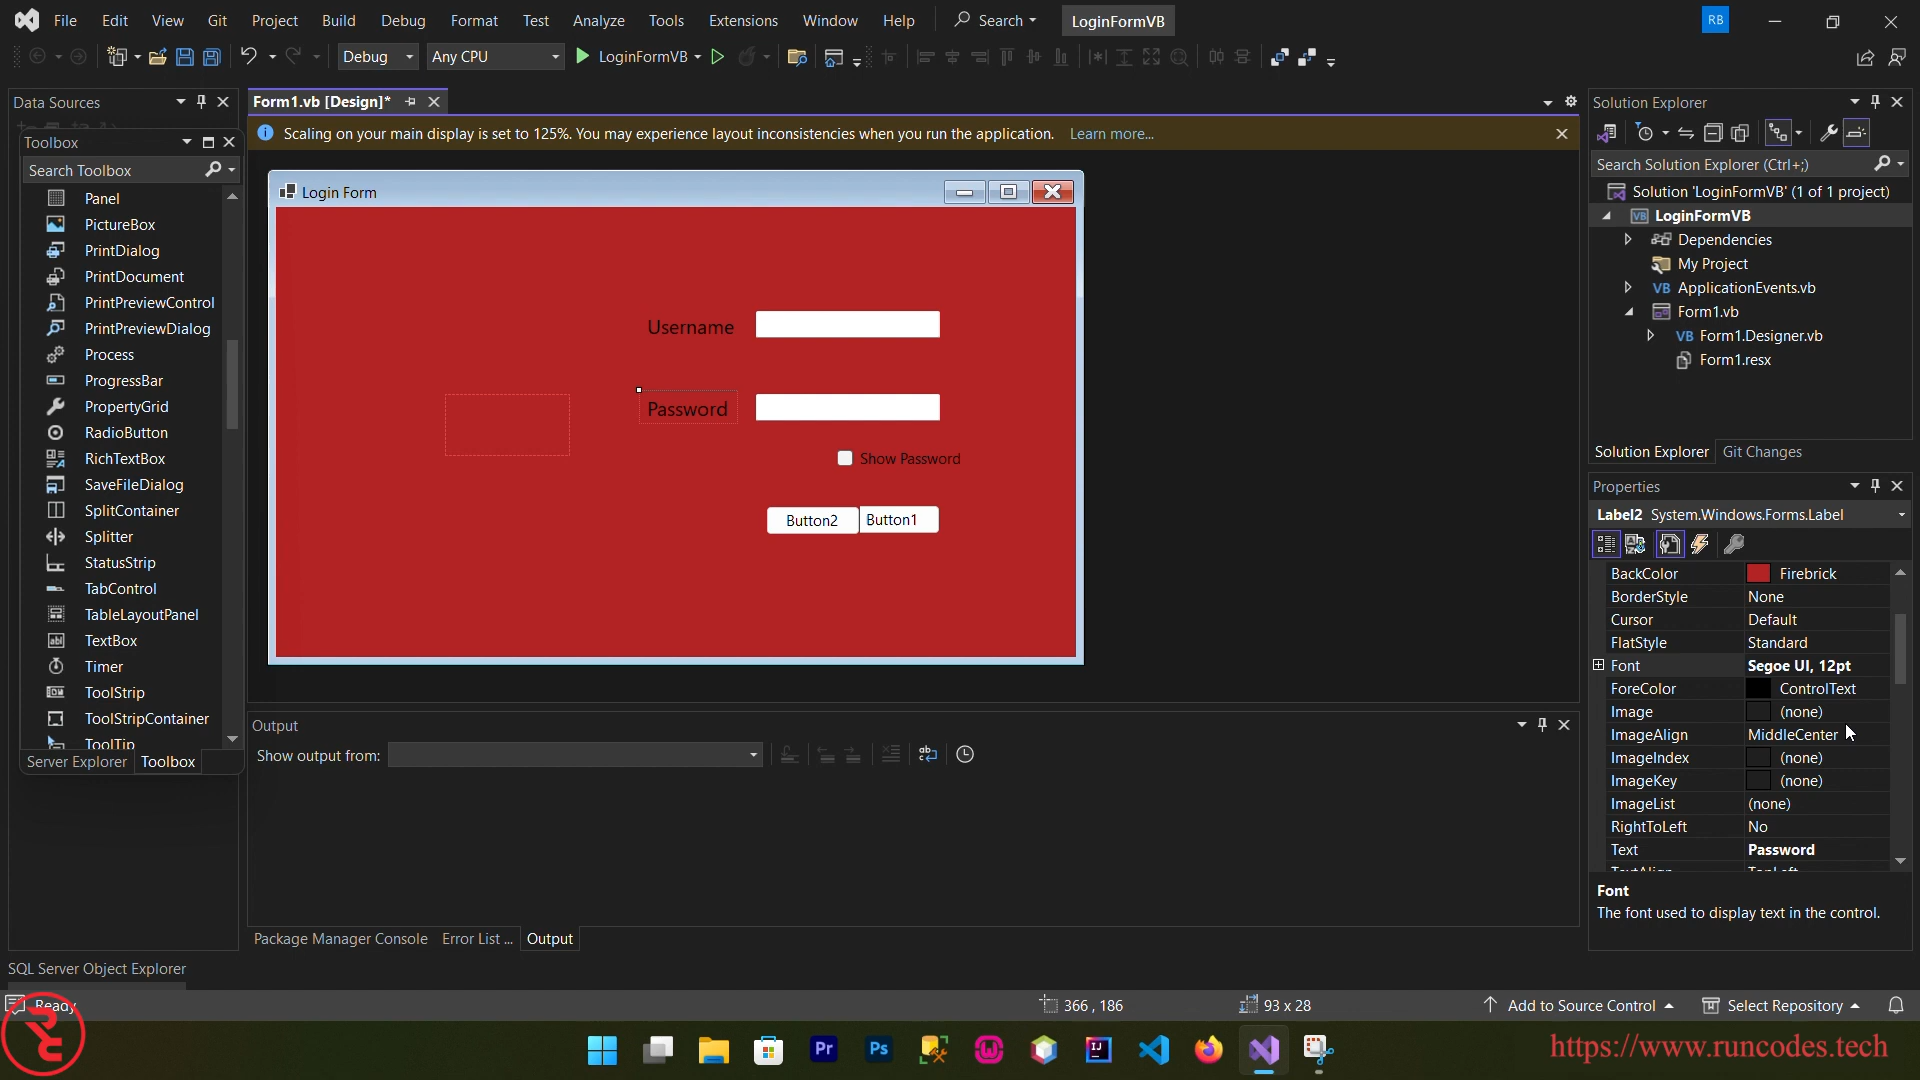 File Edit View Git Project Build Debug Format Test Analyze Tools Extensions Window Help Search LoginFormVB RB
Debug Any CPU LoginFormVB
Data Sources
Toolbox
Search Toolbox
Panel
PictureBox
PrintDialog
PrintDocument
PrintPreviewControl
PrintPreviewDialog
Process
ProgressBar
PropertyGrid
RadioButton
RichTextBox
SaveFileDialog
SplitContainer
Splitter
StatusStrip
TabControl
TableLayoutPanel
TextBox
Timer
ToolStrip
ToolStripContainer
ToolTip
Server Explorer Toolbox
Form1.vb [Design]*
Scaling on your main display is set to 125%. You may experience layout inconsistencies when you run the application. Learn more...
Login Form
Username
Password
Show Password
Button2 Button1
Output
Show output from:
Package Manager Console Error List ... Output
Solution Explorer
Search Solution Explorer (Ctrl+;)
Solution 'LoginFormVB' (1 of 1 project)
VB LoginFormVB
Dependencies
My Project
VB ApplicationEvents.vb
Form1.vb
VB Form1.Designer.vb
Form1.resx
Solution Explorer Git Changes
Properties
Label2 System.Windows.Forms.Label
BackColor Firebrick
BorderStyle None
Cursor Default
FlatStyle Standard
Font Segoe UI, 12pt
ForeColor ControlText
Image (none)
ImageAlign MiddleCenter
ImageIndex (none)
ImageKey (none)
ImageList (none)
RightToLeft No
Text Password
TextAlign TopLeft
Font
The font used to display text in the control.
SQL Server Object Explorer
Ready 366 , 186 93 x 28 Add to Source Control Select Repository
Pr Ps IJ
https://www.runcodes.tech